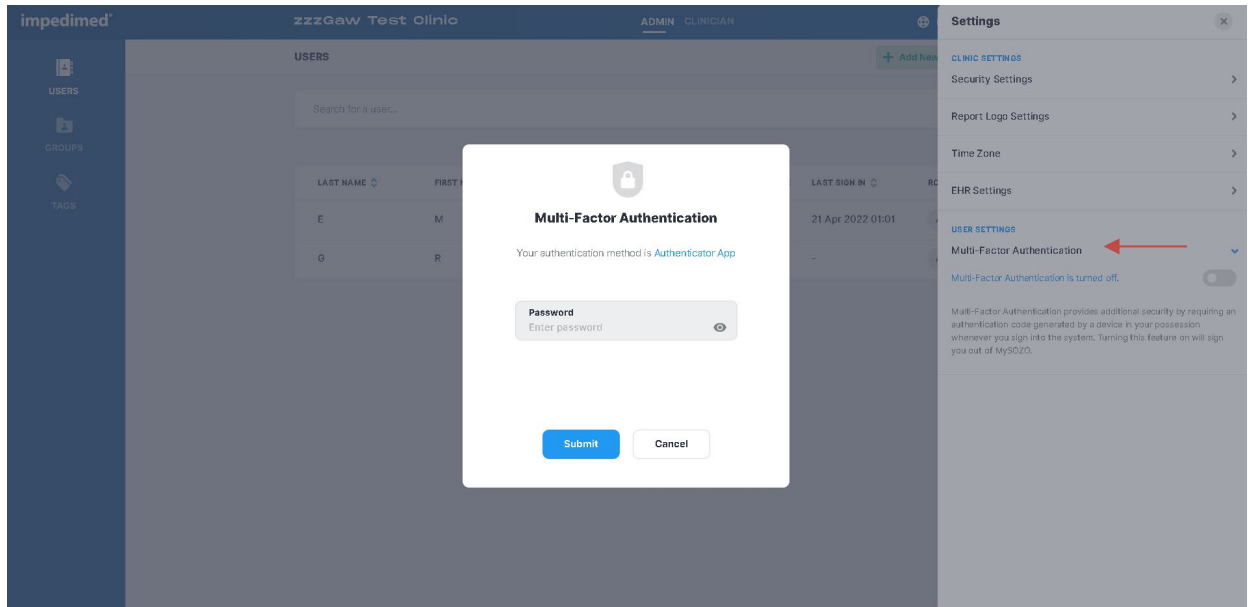 impedimed®
zzzGaw Test Clinic
ADMIN CLINICIAN
USERS
GROUPS
TAGS
USERS
+ Add New
Search for a user...
LAST NAME
FIRST
LAST SIGN IN
E
M
21 Apr 2022 01:01
G
R
-
Multi-Factor Authentication
Your authentication method is Authenticator App
Password
Enter password
Submit
Cancel
Settings
CLINIC SETTINGS
Security Settings
Report Logo Settings
Time Zone
EHR Settings
USER SETTINGS
Multi-Factor Authentication
Multi-Factor Authentication is turned off.
Multi-Factor Authentication provides additional security by requiring an
authentication code generated by a device in your possession
whenever you sign into the system. Turning this feature on will sign
you out of MySOZO.